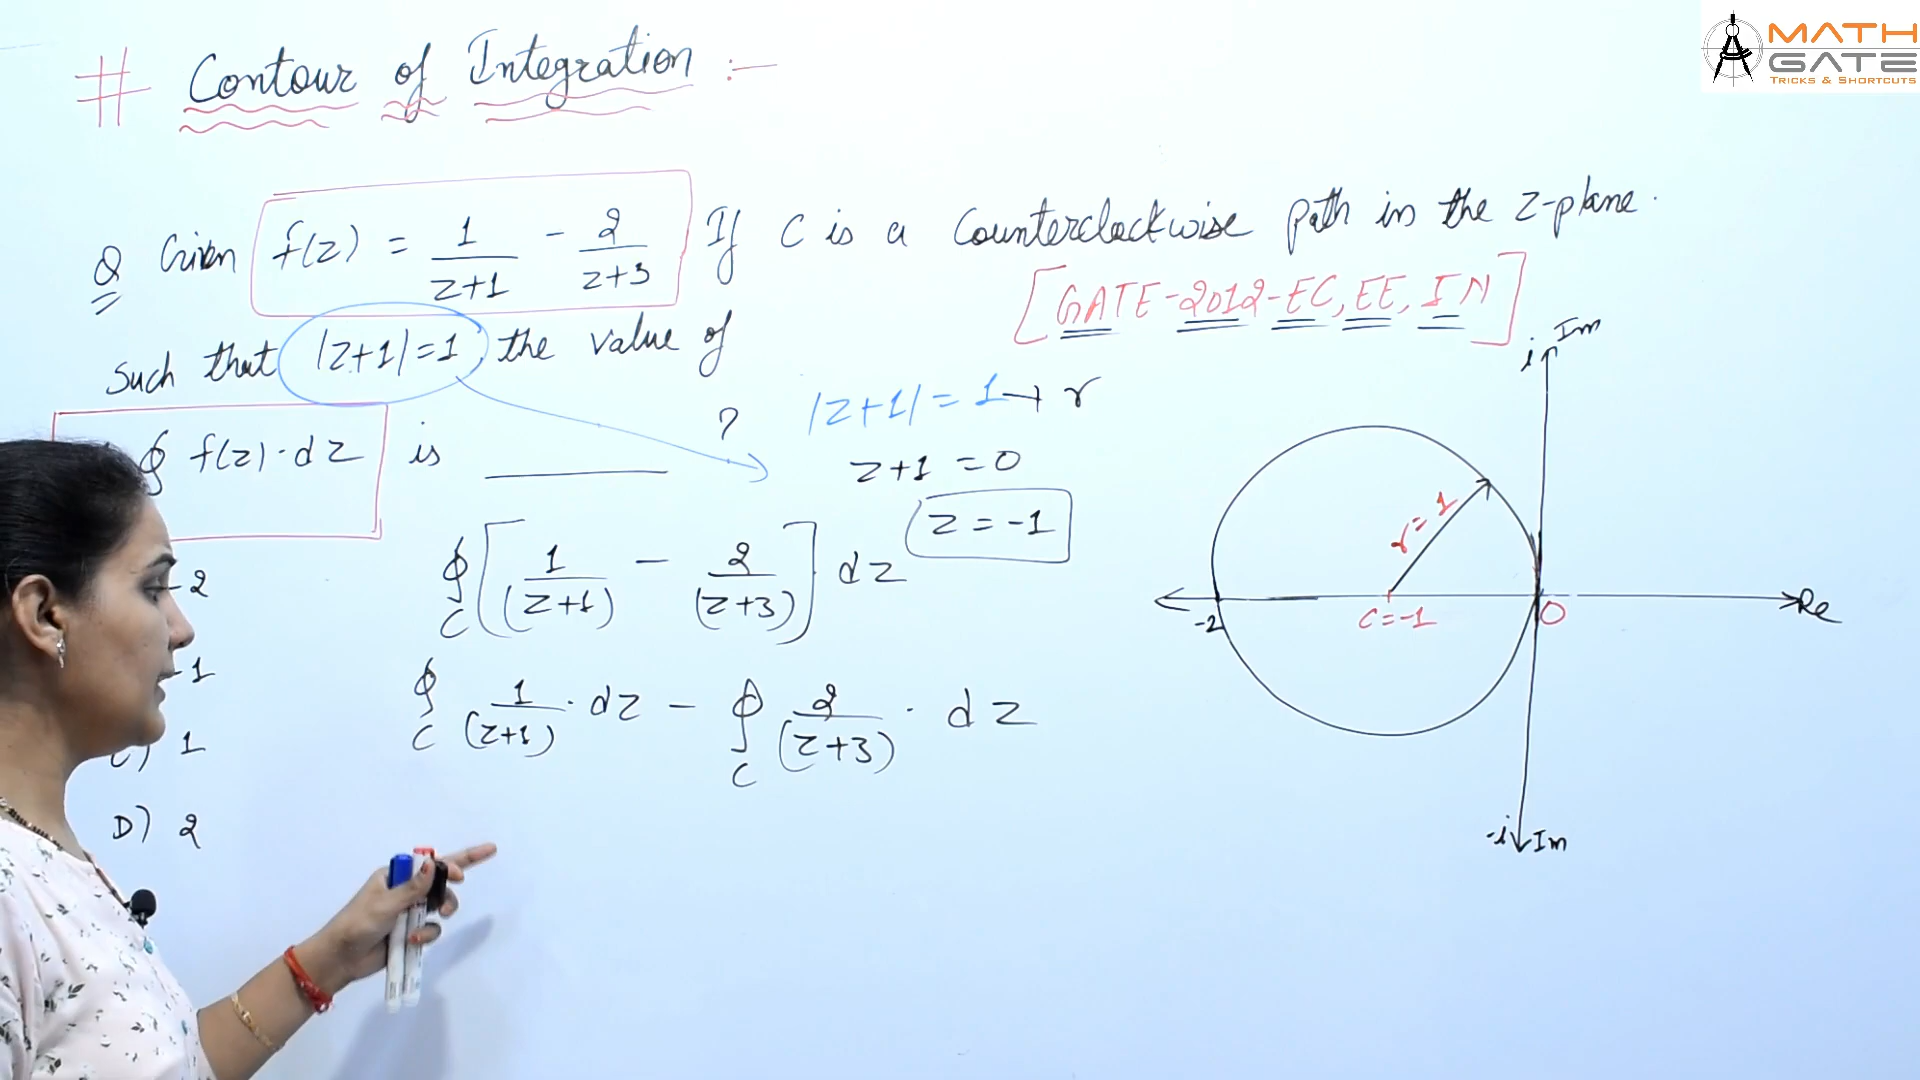 # Contour of Integration :-
MATH
GATE
Tricks & Shortcuts
Q Given f(z) = 1/(z+1) - 2/(z+3) If C is a Counterclockwise path in the z-plane.
[GATE-2012-EC, EE, IN]
such that |z+1|=1, the value of
∮ f(z)·dz is ______ ?
-2
-1
C) 1
D) 2
|z+1| = 1 → r
z+1 = 0
z = -1
∮C [1/(z+1) - 2/(z+3)] dz
∮C 1/(z+1) · dz - ∮C 2/(z+3) · dz
i Im
r=1
-2
C=-1
0
Re
-i Im